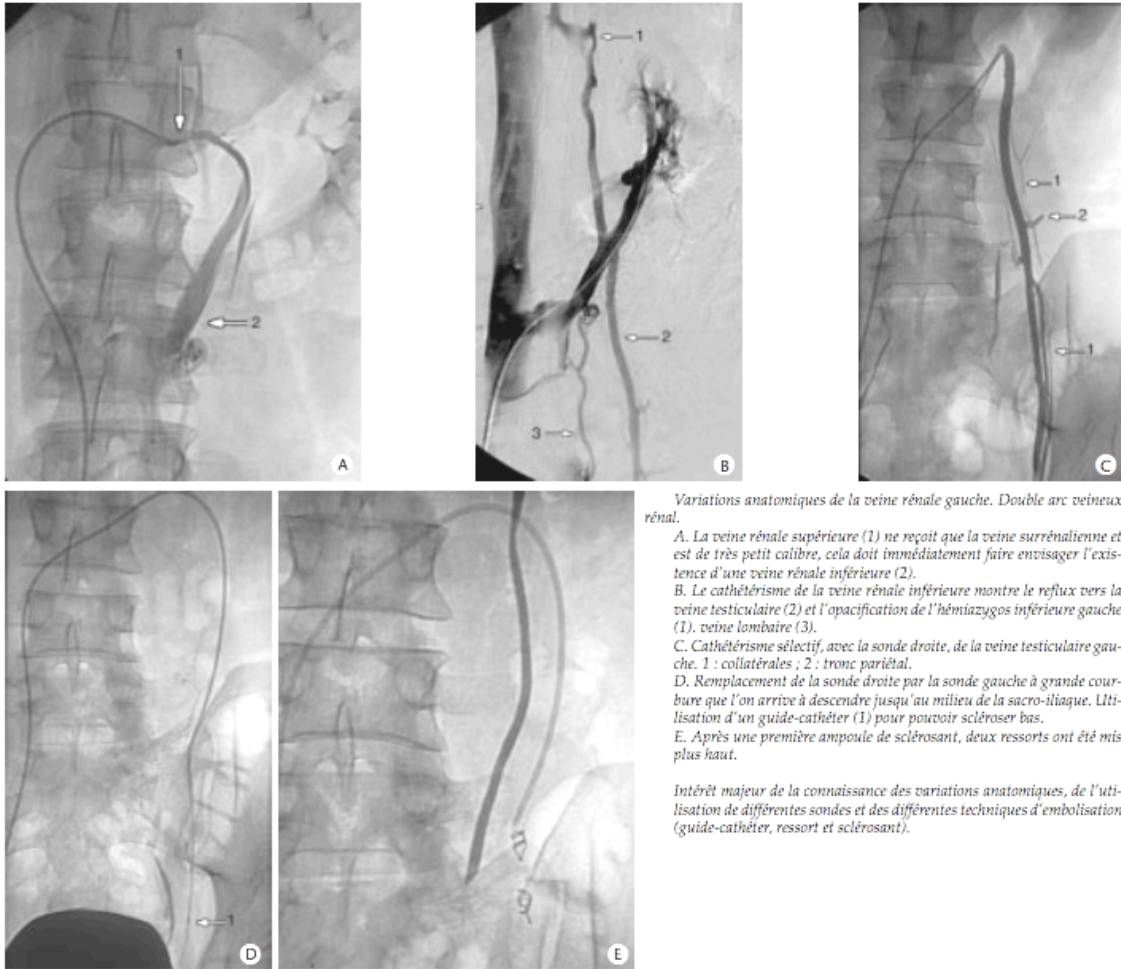 1
2
A
1
2
3
B
1
2
1
C
1
D
E
Variations anatomiques de la veine rénale gauche. Double arc veineux
rénal.
A. La veine rénale supérieure (1) ne reçoit que la veine surrénalienne et
est de très petit calibre, cela doit immédiatement faire envisager l'exis-
tence d'une veine rénale inférieure (2).
B. Le cathétérisme de la veine rénale inférieure montre le reflux vers la
veine testiculaire (2) et l'opacification de l'hémiazygos inférieure gauche
(1). veine lombaire (3).
C. Cathétérisme sélectif, avec la sonde droite, de la veine testiculaire gau-
che. 1 : collatérales ; 2 : tronc pariétal.
D. Remplacement de la sonde droite par la sonde gauche à grande cour-
bure que l'on arrive à descendre jusqu'au milieu de la sacro-iliaque. Uti-
lisation d'un guide-cathéter (1) pour pouvoir scléroser bas.
E. Après une première ampoule de sclérosant, deux ressorts ont été mis
plus haut.
Intérêt majeur de la connaissance des variations anatomiques, de l'uti-
lisation de différentes sondes et des différentes techniques d'embolisation
(guide-cathéter, ressort et sclérosant).